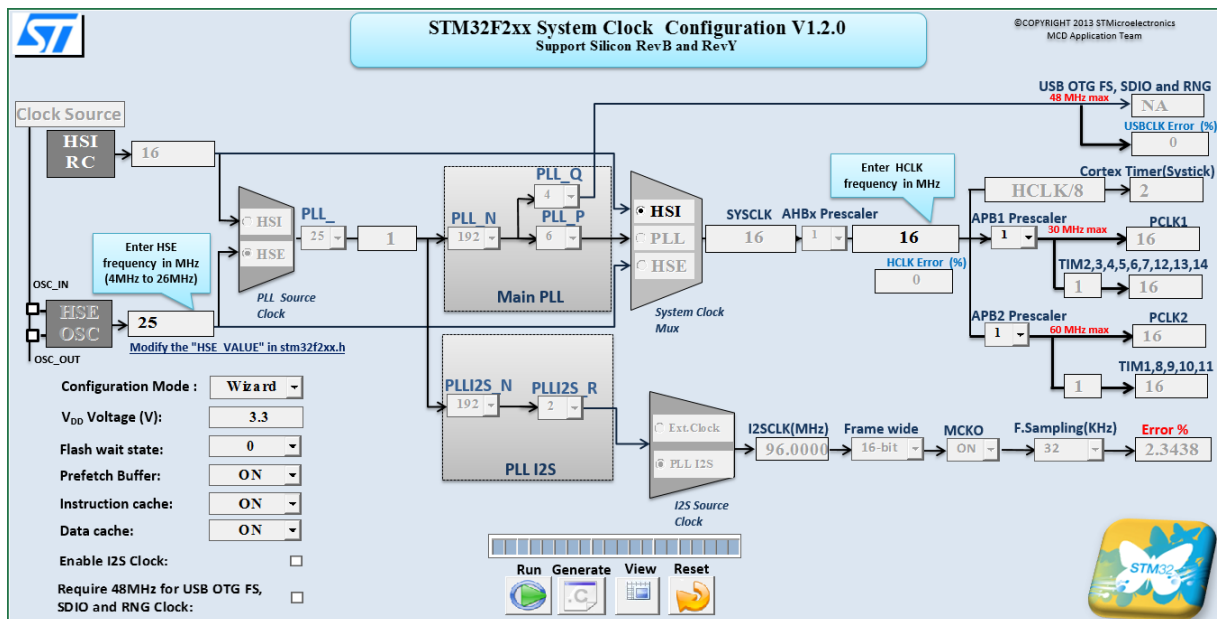 STM32F2xx System Clock Configuration V1.2.0
Support Silicon RevB and RevY
©COPYRIGHT 2013 STMicroelectronics
MCD Application Team
USB OTG FS, SDIO and RNG
48 MHz max
NA
USBCLK Error (%)
0
Clock Source
HSI
RC
16
Enter HSE
frequency in MHz
(4MHz to 26MHz)
OSC_IN
HSE
OSC
OSC_OUT
25
Modify the "HSE_VALUE" in stm32f2xx.h
HSI
HSE
PLL Source
Clock
PLL_
25
1
PLL_N
192
PLL_Q
4
PLL_P
6
Main PLL
HSI
PLL
HSE
System Clock
Mux
SYSCLK
16
AHBx Prescaler
1
Enter HCLK
frequency in MHz
16
HCLK Error (%)
0
Cortex Timer(Systick)
HCLK/8
2
APB1 Prescaler
1
30 MHz max
PCLK1
16
TIM2,3,4,5,6,7,12,13,14
1
16
APB2 Prescaler
1
60 MHz max
PCLK2
16
TIM1,8,9,10,11
1
16
PLLI2S_N
192
PLLI2S_R
2
PLL I2S
Ext.Clock
PLL I2S
I2S Source
Clock
I2SCLK(MHz)
96.0000
Frame wide
16-bit
MCKO
ON
F.Sampling(KHz)
32
Error %
2.3438
Configuration Mode : Wizard
VDD Voltage (V): 3.3
Flash wait state: 0
Prefetch Buffer: ON
Instruction cache: ON
Data cache: ON
Enable I2S Clock:
Require 48MHz for USB OTG FS,
SDIO and RNG Clock:
Run Generate View Reset
.C
STM32